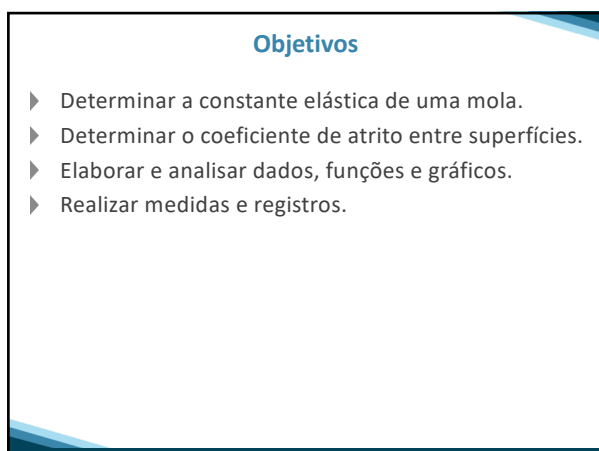 Objetivos
Determinar a constante elástica de uma mola.
Determinar o coeficiente de atrito entre superfícies.
Elaborar e analisar dados, funções e gráficos.
Realizar medidas e registros.